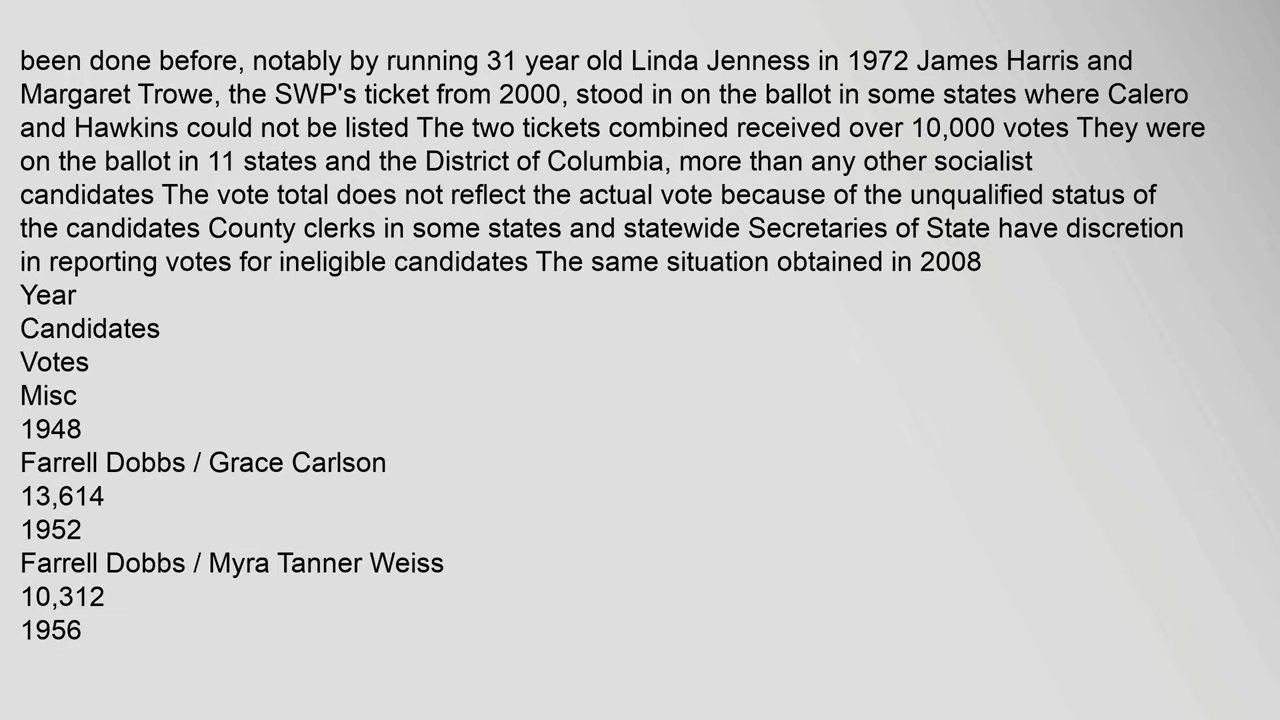 been done before, notably by running 31 year old Linda Jenness in 1972 James Harris and
Margaret Trowe, the SWP's ticket from 2000, stood in on the ballot in some states where Calero
and Hawkins could not be listed The two tickets combined received over 10,000 votes They were
on the ballot in 11 states and the District of Columbia, more than any other socialist
candidates The vote total does not reflect the actual vote because of the unqualified status of
the candidates County clerks in some states and statewide Secretaries of State have discretion
in reporting votes for ineligible candidates The same situation obtained in 2008
Year
Candidates
Votes
Misc
1948
Farrell Dobbs / Grace Carlson
13,614
1952
Farrell Dobbs / Myra Tanner Weiss
10,312
1956